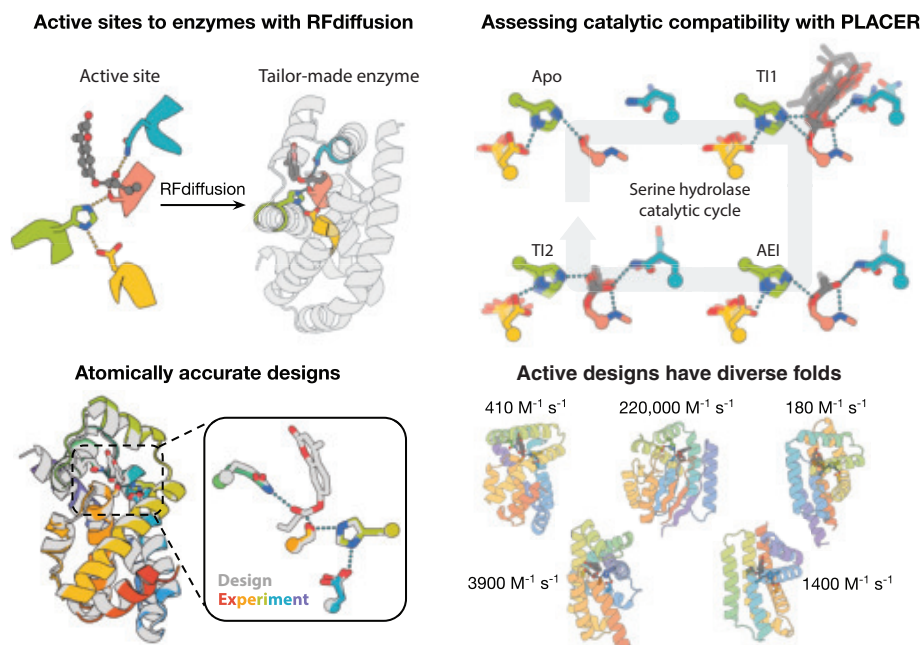 Active sites to enzymes with RFdiffusion
Active site
Tailor-made enzyme
RFdiffusion
Assessing catalytic compatibility with PLACER
Apo
TI1
Serine hydrolase
catalytic cycle
TI2
AEI
Atomically accurate designs
Design
Experiment
Active designs have diverse folds
410 M⁻¹ s⁻¹
220,000 M⁻¹ s⁻¹
180 M⁻¹ s⁻¹
3900 M⁻¹ s⁻¹
1400 M⁻¹ s⁻¹